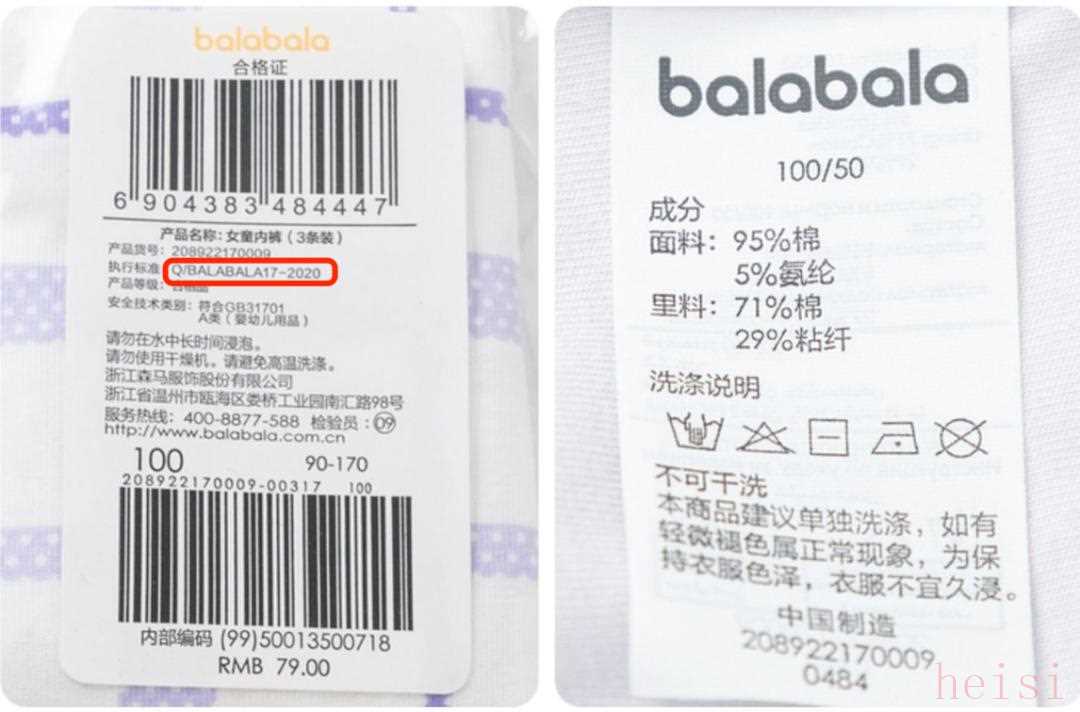 balabala
合格证
6 904383 484447
产品名称: 女童内裤（3条装）
产品货号: 208922170009
执行标准: Q/BALABALA17-2020
产品等级: 合格品
安全技术类别: 符合GB31701
A类（婴幼儿用品）
请勿在水中长时间浸泡。
请勿使用干燥机。请避免高温洗涤。
浙江森马服饰股份有限公司
浙江省温州市瓯海区娄桥工业园南汇路98号
服务热线: 400-8877-588 检验员: 09
http://www.balabala.com.cn
100 90-170
208922170009-00317 100
内部编码 (99)50013500718
RMB 79.00
balabala
100/50
成分
面料: 95%棉
5%氨纶
里料: 71%棉
29%粘纤
洗涤说明
不可干洗
本商品建议单独洗涤，如有
轻微褪色属正常现象，为保
持衣服色泽，衣服不宜久浸。
中国制造
208922170009
0484
heisi